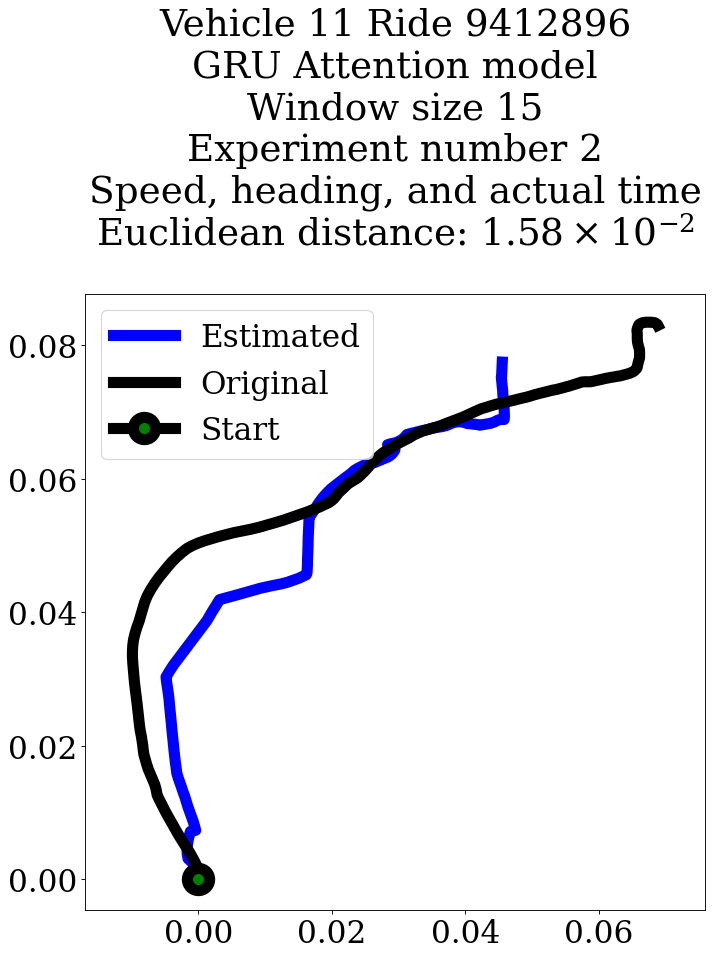 Vehicle 11 Ride 9412896
GRU Attention model
Window size 15
Experiment number 2
Speed, heading, and actual time
Euclidean distance: 1.58 × 10⁻²
Estimated
Original
Start
0.08
0.06
0.04
0.02
0.00
0.00 0.02 0.04 0.06